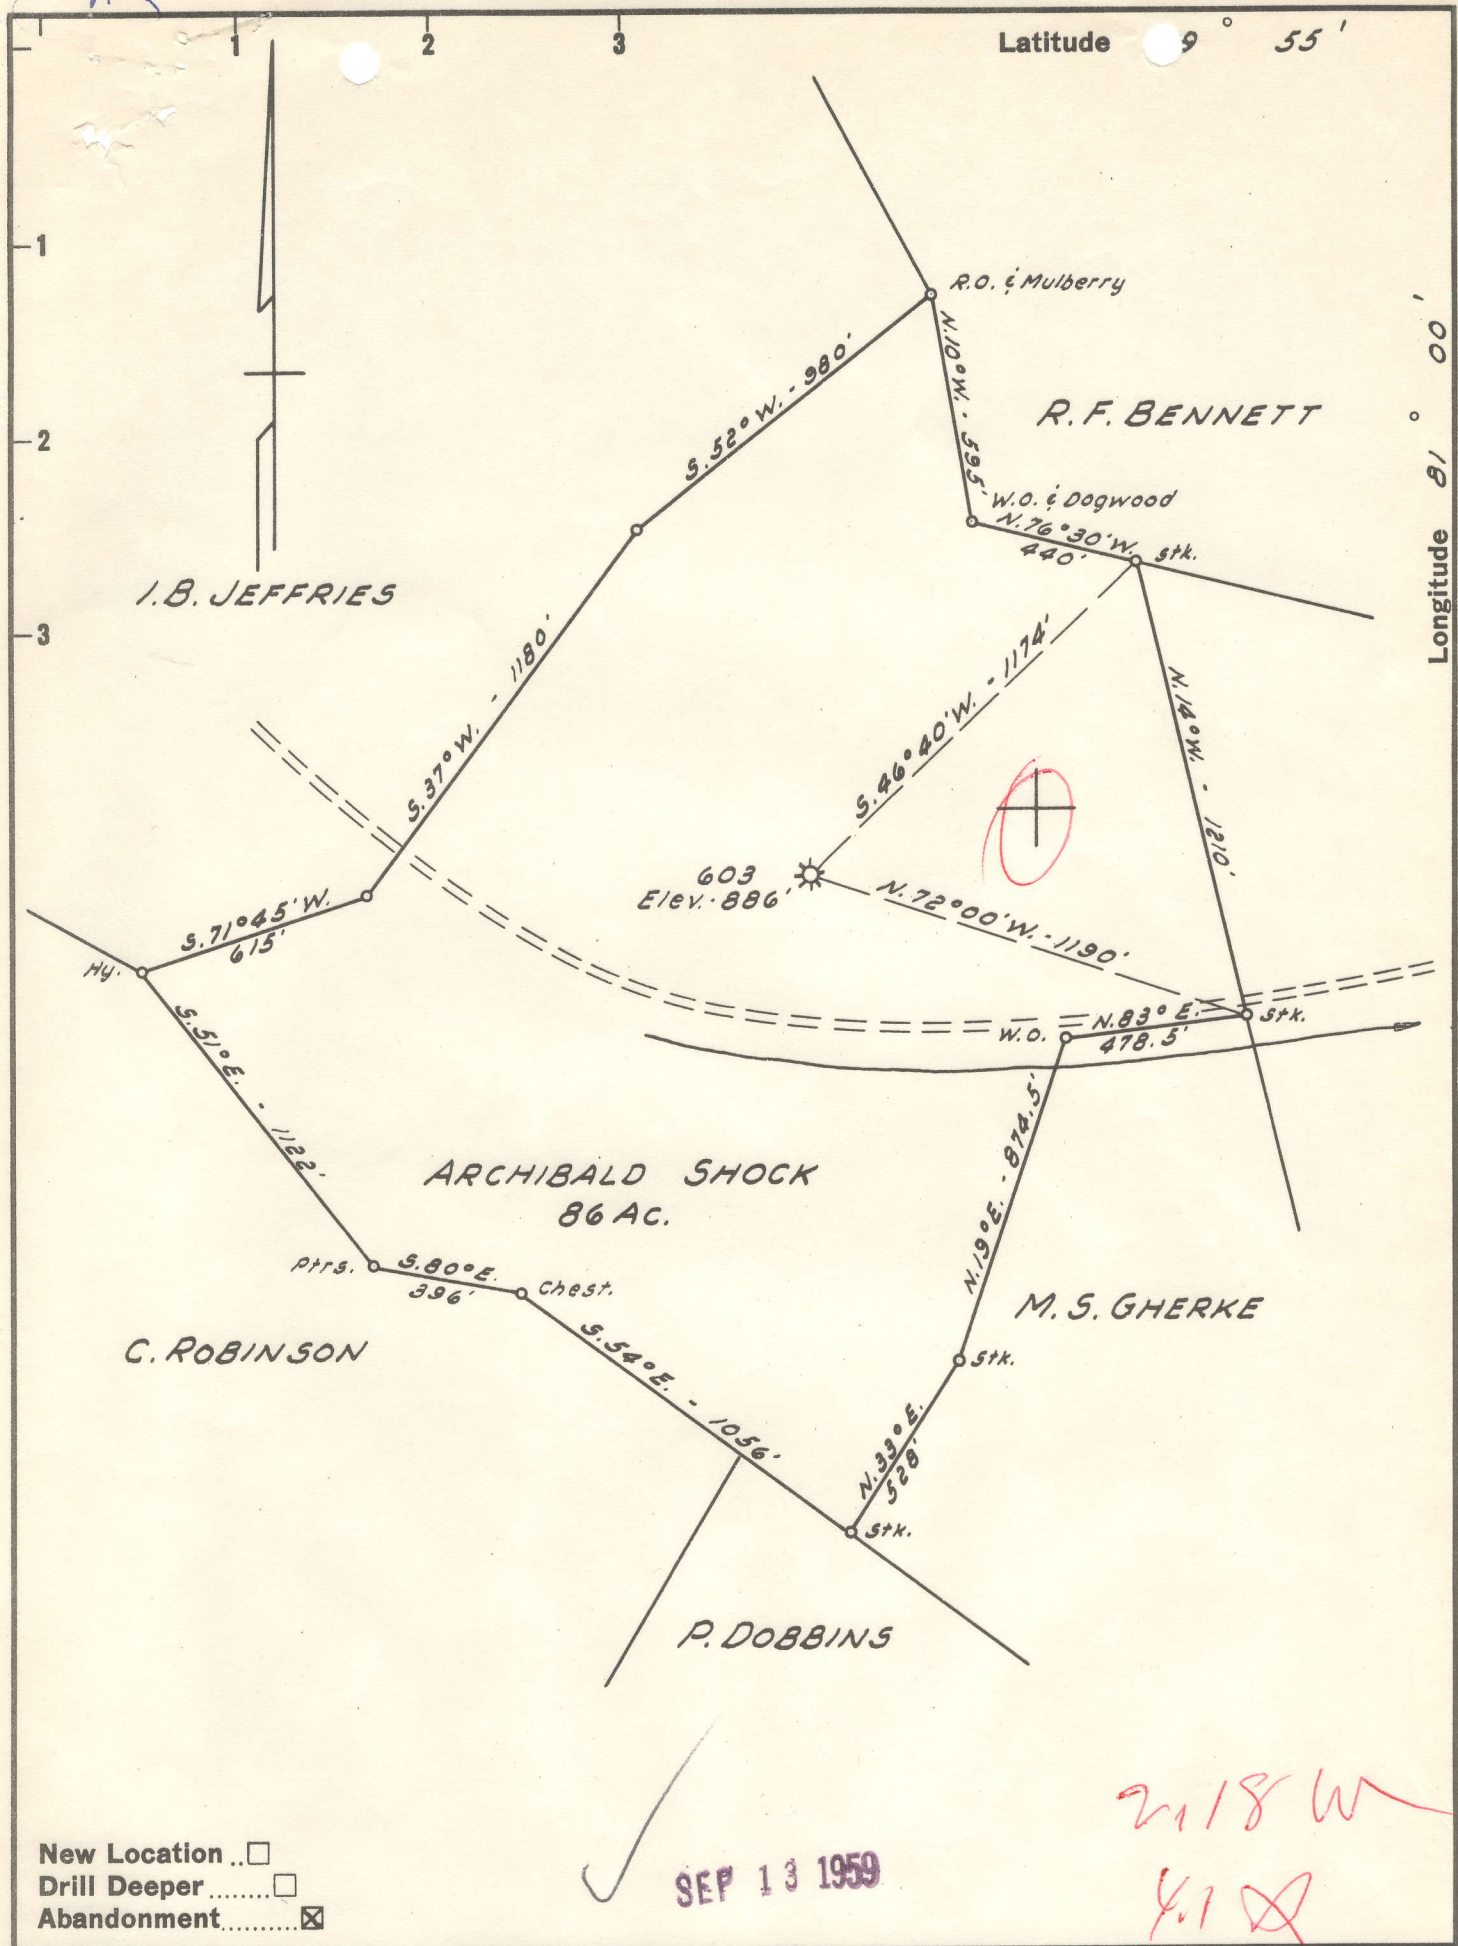 1 2 3
Latitude 9° 55'
1
2
3
Longitude 81° 00'
R.O. & Mulberry
S.52°W. - 980'
N.10°W. - 595'
R.F. BENNETT
W.O. & Dogwood
N.76°30'W.
440'
stk.
I.B. JEFFRIES
S.37°W. - 1180'
S.46°40'W. - 1174'
N.14°W. - 1210'
603
Elev. 886'
N.72°00'W. - 1190'
S.71°45'W.
615'
Hy.
W.O.
N.83°E.
478.5'
stk.
S.51°E. - 1122'
N.19°E. - 874.5'
ARCHIBALD SHOCK
86 AC.
Ptrs.
S.80°E.
396'
Chest.
M.S. GHERKE
C. ROBINSON
S.54°E. - 1056'
Stk.
N.33°E.
528'
Stk.
P. DOBBINS
New Location ..☐
Drill Deeper ........☐
Abandonment ..........☒
SEP 13 1959